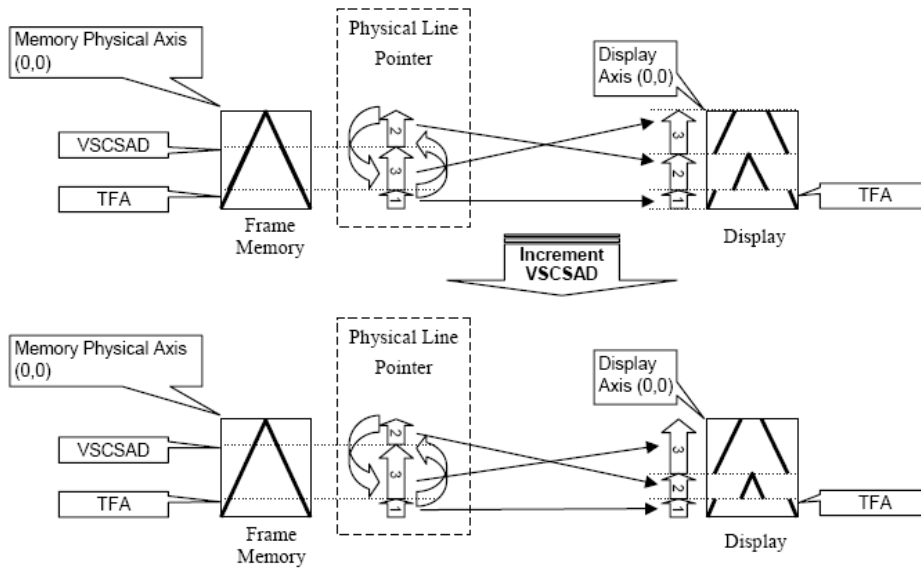 Memory Physical Axis
(0,0)
Physical Line
Pointer
Display
Axis (0,0)
VSCSAD
TFA
2
3
1
3
2
1
TFA
Frame
Memory
Display
Increment
VSCSAD
Memory Physical Axis
(0,0)
Physical Line
Pointer
Display
Axis (0,0)
VSCSAD
TFA
2
3
1
3
2
1
TFA
Frame
Memory
Display